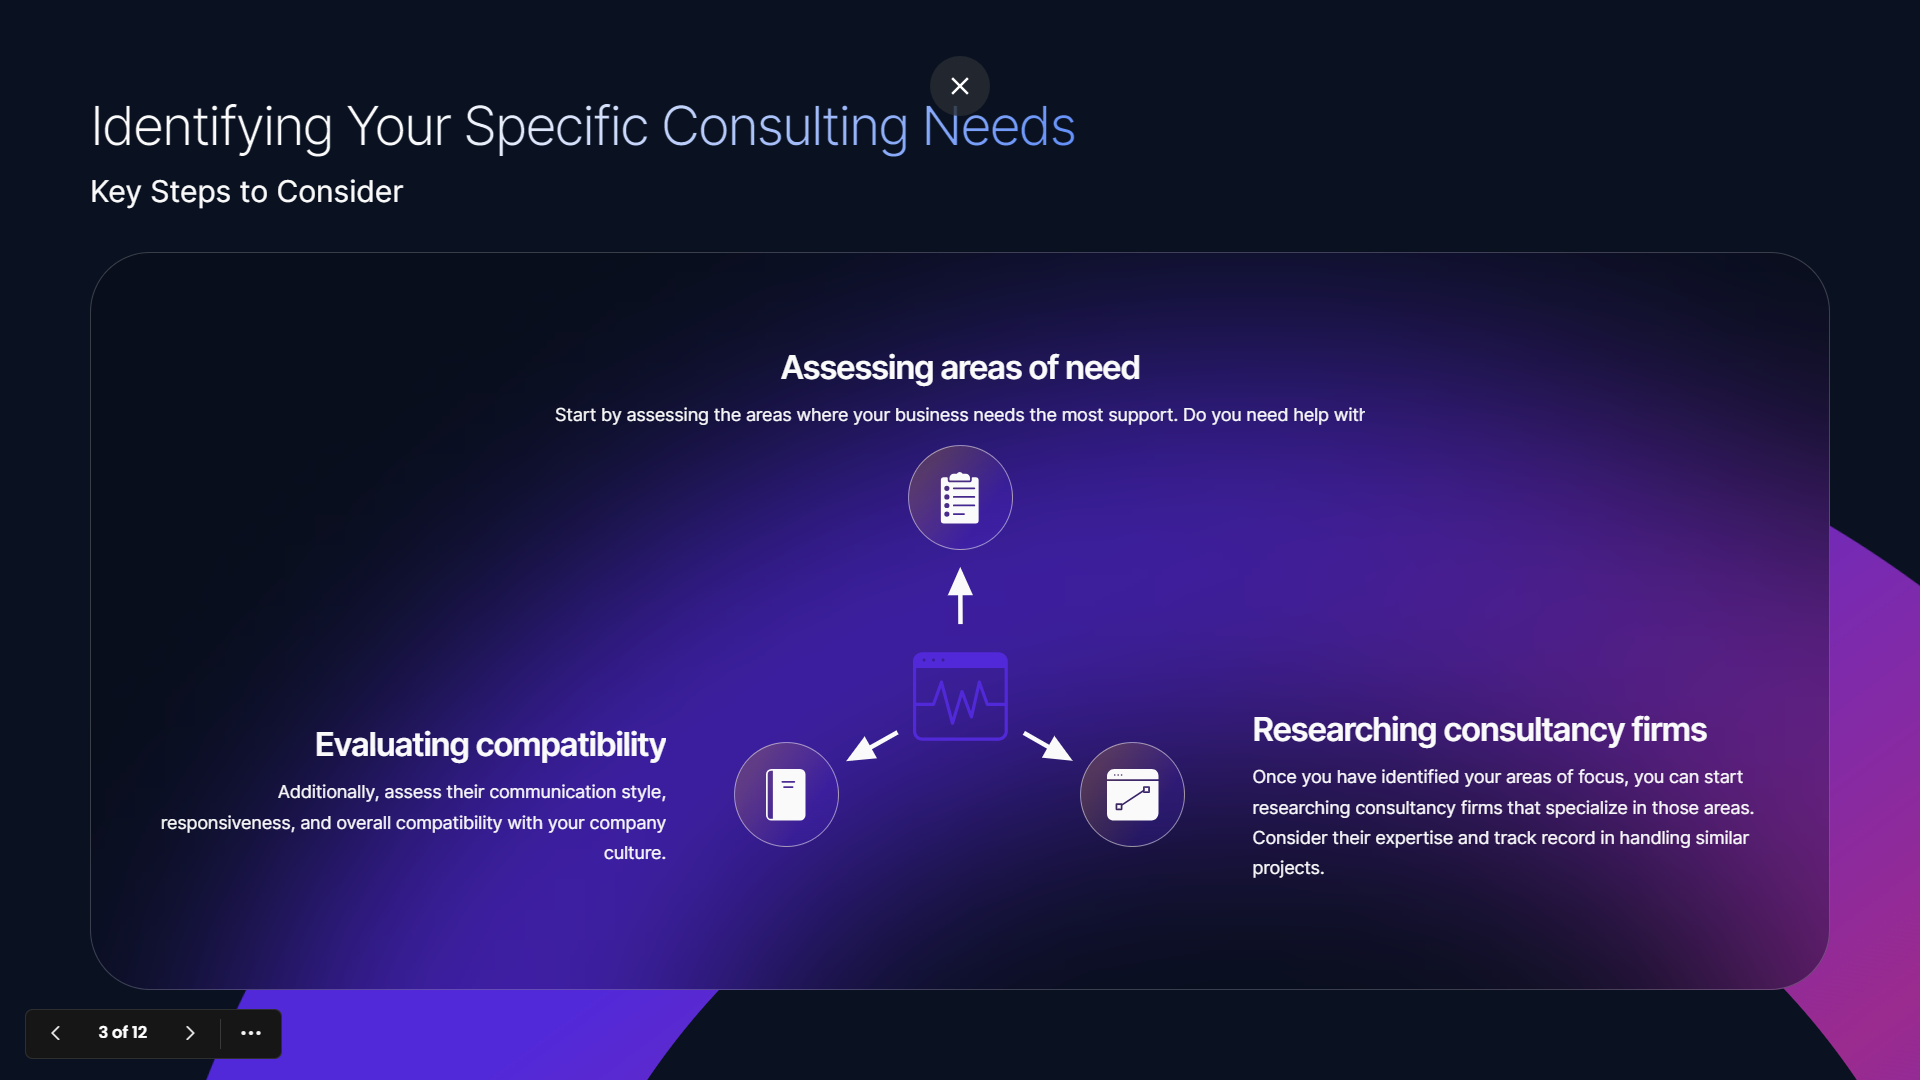 Identifying Your Specific Consulting Needs
Key Steps to Consider
Assessing areas of need
Start by assessing the areas where your business needs the most support. Do you need help with
Evaluating compatibility
Additionally, assess their communication style,
responsiveness, and overall compatibility with your company
culture.
Researching consultancy firms
Once you have identified your areas of focus, you can start
researching consultancy firms that specialize in those areas.
Consider their expertise and track record in handling similar
projects.
3 of 12